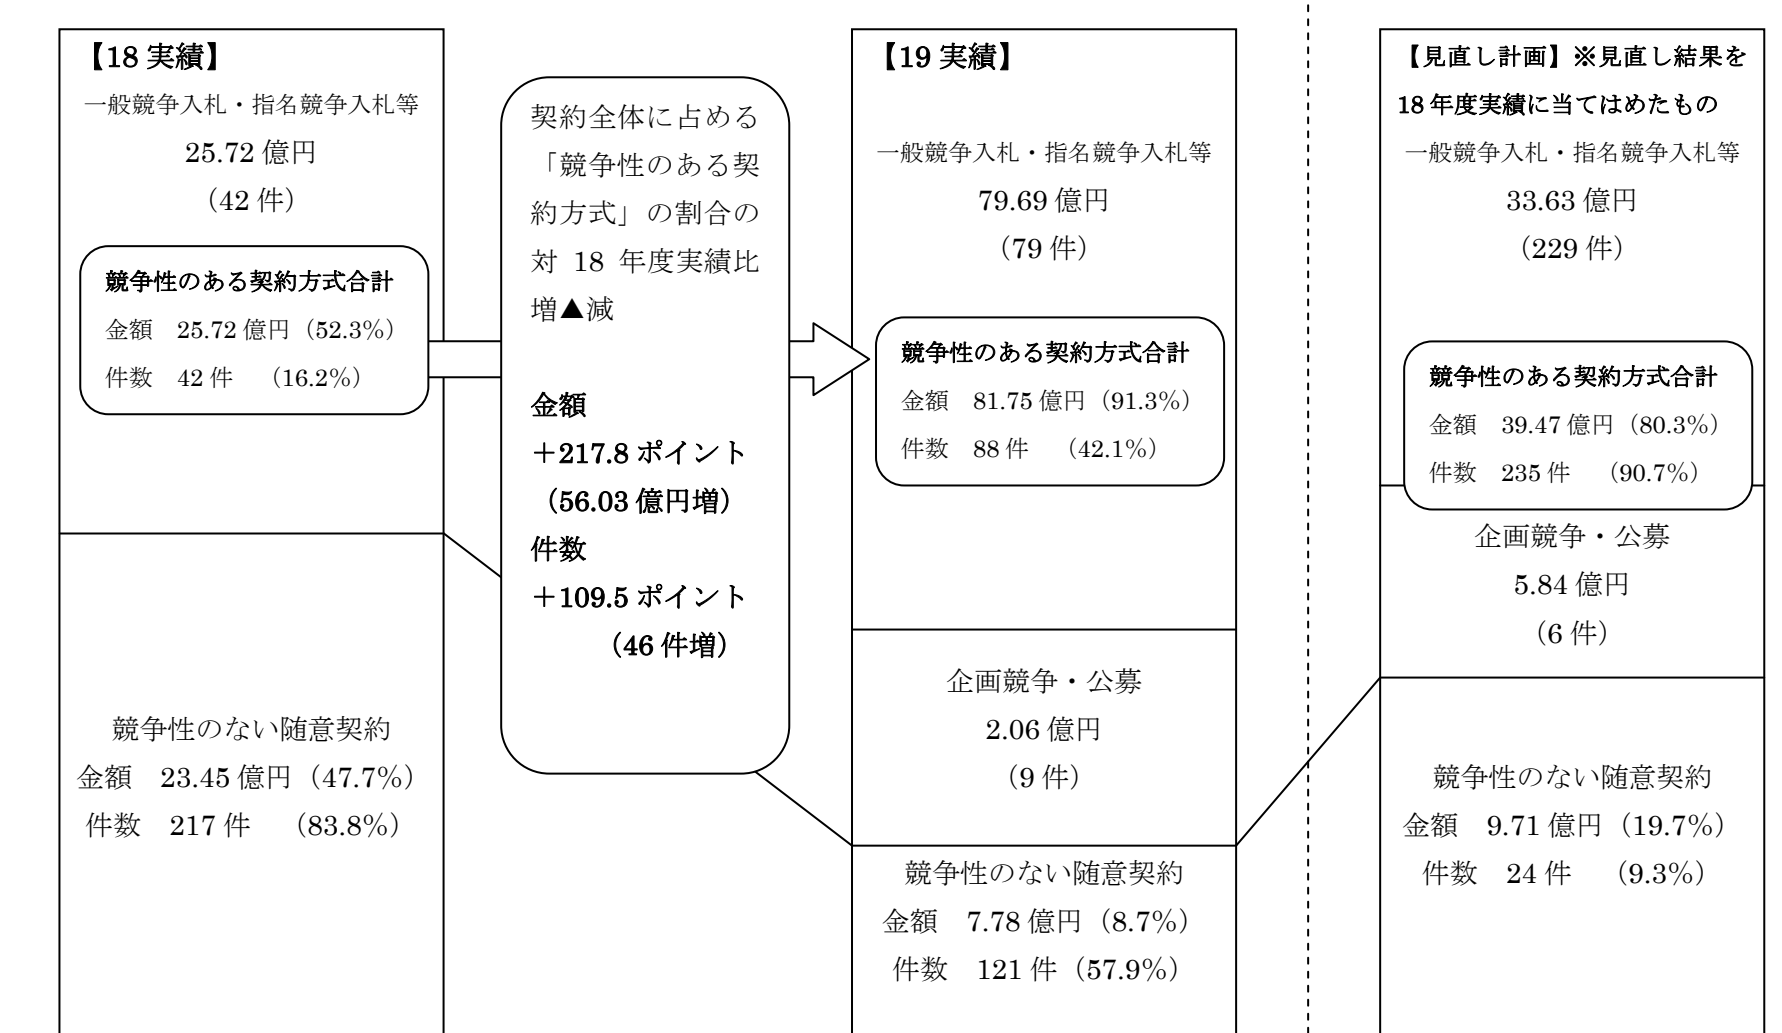 【18 実績】
一般競争入札・指名競争入札等
25.72 億円
（42 件）
競争性のある契約方式合計
金額　25.72 億円（52.3%）
件数　42 件　（16.2%）
競争性のない随意契約
金額　23.45 億円（47.7%）
件数　217 件　（83.8%）
契約全体に占める
「競争性のある契
約方式」の割合の
対 18 年度実績比
増▲減
金額
＋217.8 ポイント
（56.03 億円増）
件数
＋109.5 ポイント
（46 件増）
【19 実績】
一般競争入札・指名競争入札等
79.69 億円
（79 件）
競争性のある契約方式合計
金額　81.75 億円（91.3%）
件数　88 件　（42.1%）
企画競争・公募
2.06 億円
（9 件）
競争性のない随意契約
金額　7.78 億円（8.7%）
件数　121 件（57.9%）
【見直し計画】※見直し結果を
18 年度実績に当てはめたもの
一般競争入札・指名競争入札等
33.63 億円
（229 件）
競争性のある契約方式合計
金額　39.47 億円（80.3%）
件数　235 件　（90.7%）
企画競争・公募
5.84 億円
（6 件）
競争性のない随意契約
金額　9.71 億円（19.7%）
件数　24 件　（9.3%）